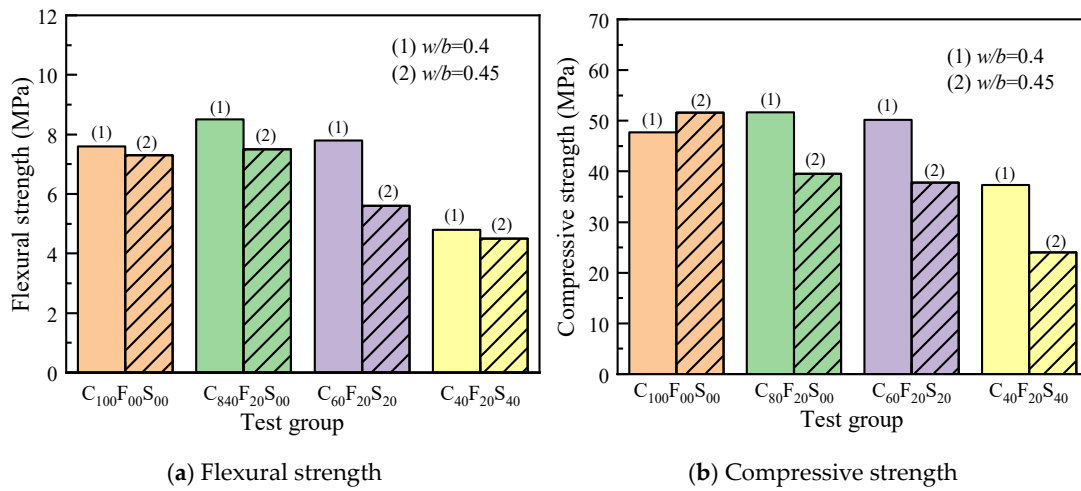 12
10
8
6
4
2
0
Flexural strength (MPa)
(1) w/b=0.4
(2) w/b=0.45
(1)
(2)
(1)
(2)
(1)
(2)
(1)
(2)
C₁₀₀F₀₀S₀₀ C₈₄₀F₂₀S₀₀ C₆₀F₂₀S₂₀ C₄₀F₂₀S₄₀
Test group
(a) Flexural strength
70
60
50
40
30
20
10
0
Compressive strength (MPa)
(1) w/b=0.4
(2) w/b=0.45
(1)
(2)
(1)
(2)
(1)
(2)
(1)
(2)
C₁₀₀F₀₀S₀₀ C₈₀F₂₀S₀₀ C₆₀F₂₀S₂₀ C₄₀F₂₀S₄₀
Test group
(b) Compressive strength